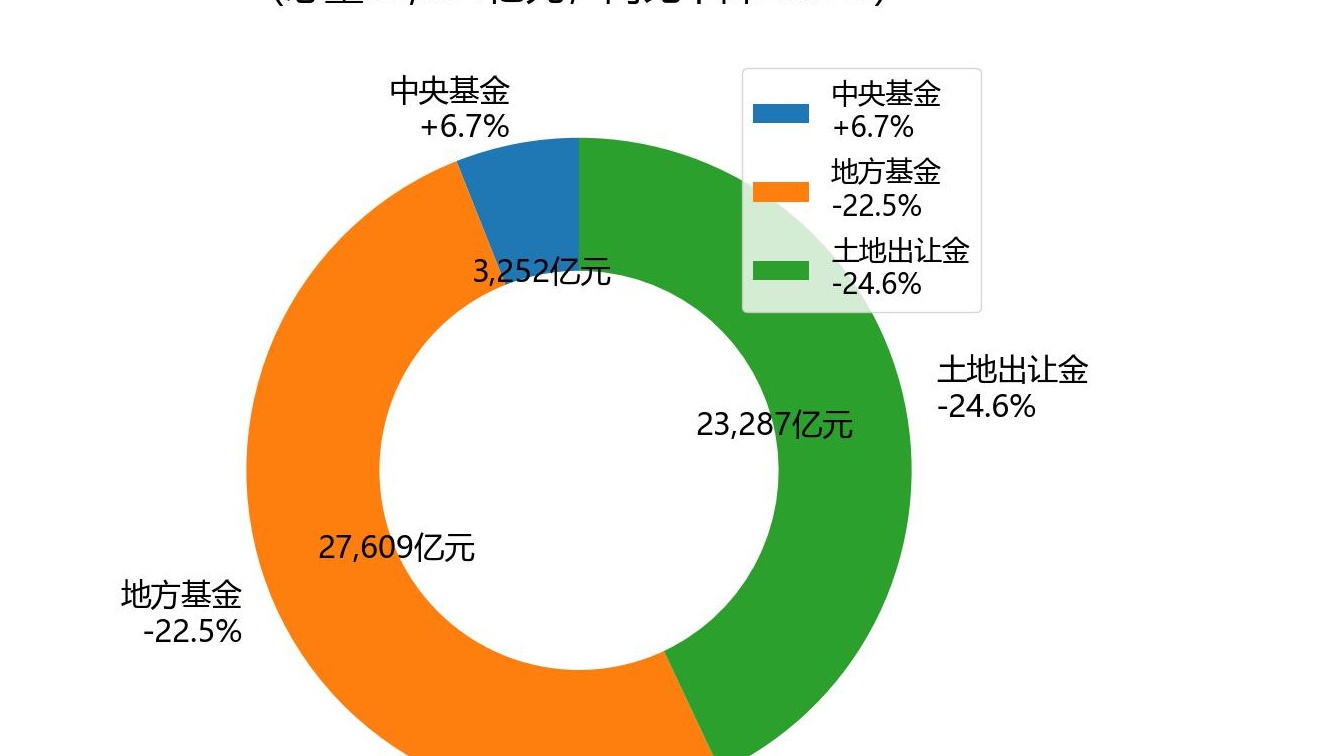 中央基金
+6.7%
中央基金
+6.7%
地方基金
-22.5%
土地出让金
-24.6%
3,252亿元
土地出让金
-24.6%
23,287亿元
27,609亿元
地方基金
-22.5%